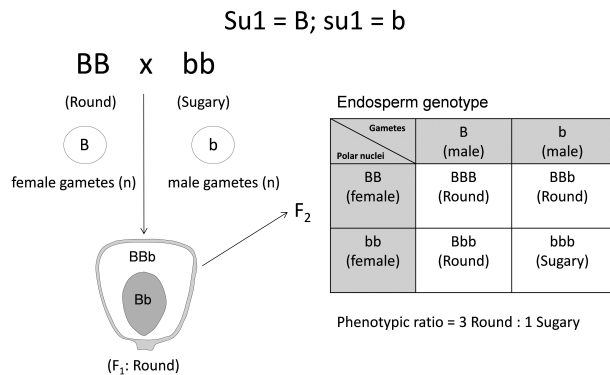 Su1 = B; su1 = b
BB x bb
(Round) (Sugary)
B b
female gametes (n) male gametes (n)
BBb
Bb
(F₁: Round)
F₂
Endosperm genotype
Gametes
Polar nuclei
B
(male)
b
(male)
BB
(female)
BBB
(Round)
BBb
(Round)
bb
(female)
Bbb
(Round)
bbb
(Sugary)
Phenotypic ratio = 3 Round : 1 Sugary